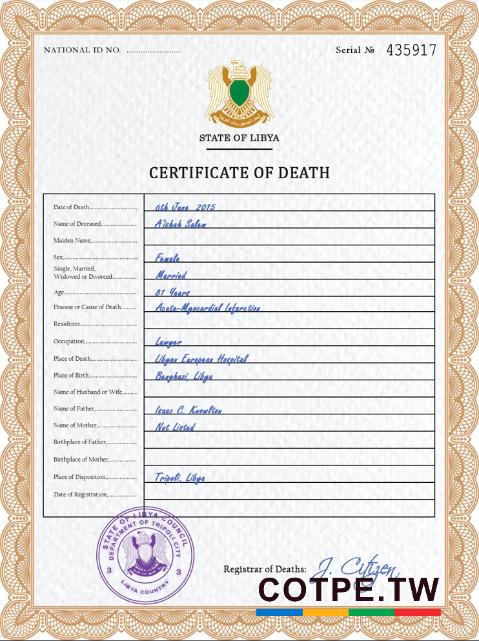 NATIONAL ID NO. ........................
Serial № 435917
STATE OF LIBYA
CERTIFICATE OF DEATH
Date of Death 6th June 2015
Name of Deceased, A'ishah Salem
Maiden Name
Sex Female
Single, Married,
Widowed or Divorced Married
Age 81 Years
Disease or Cause of Death Acute-Myocardial Infarction
Residence
Occupation Lawyer
Place of Death Libyan European Hospital
Place of Birth Benghazi, Libya
Name of Husband or Wife
Name of Father Isaac C. Knowlton
Name of Mother Not Listed
Birthplace of Father
Birthplace of Mother
Place of Disposition Tripoli, Libya
Date of Registration
STATE OF LIBYA COUNCIL
DEPARTMENT OF TRIPOLI CITY
3 3
LIBYA COUNTRY
Registrar of Deaths: J. Citizen
COTPE.TW